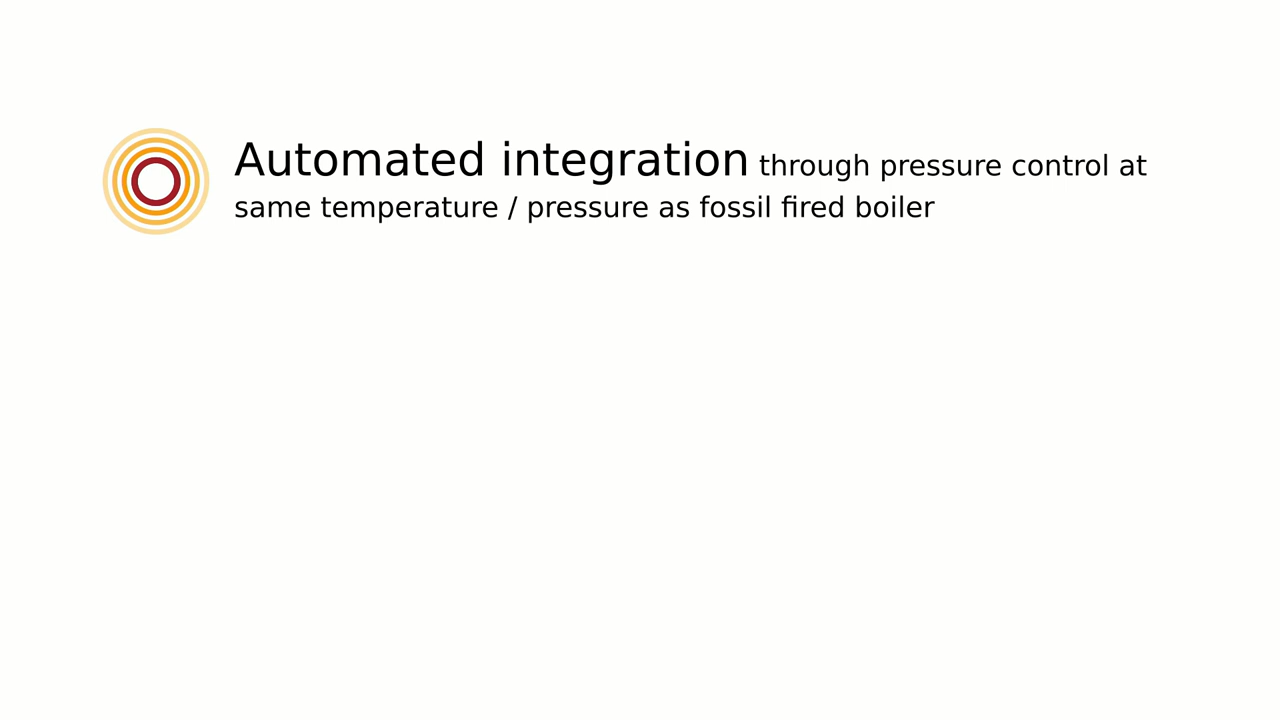 Automated integration through pressure control at
same temperature / pressure as fossil fired boiler